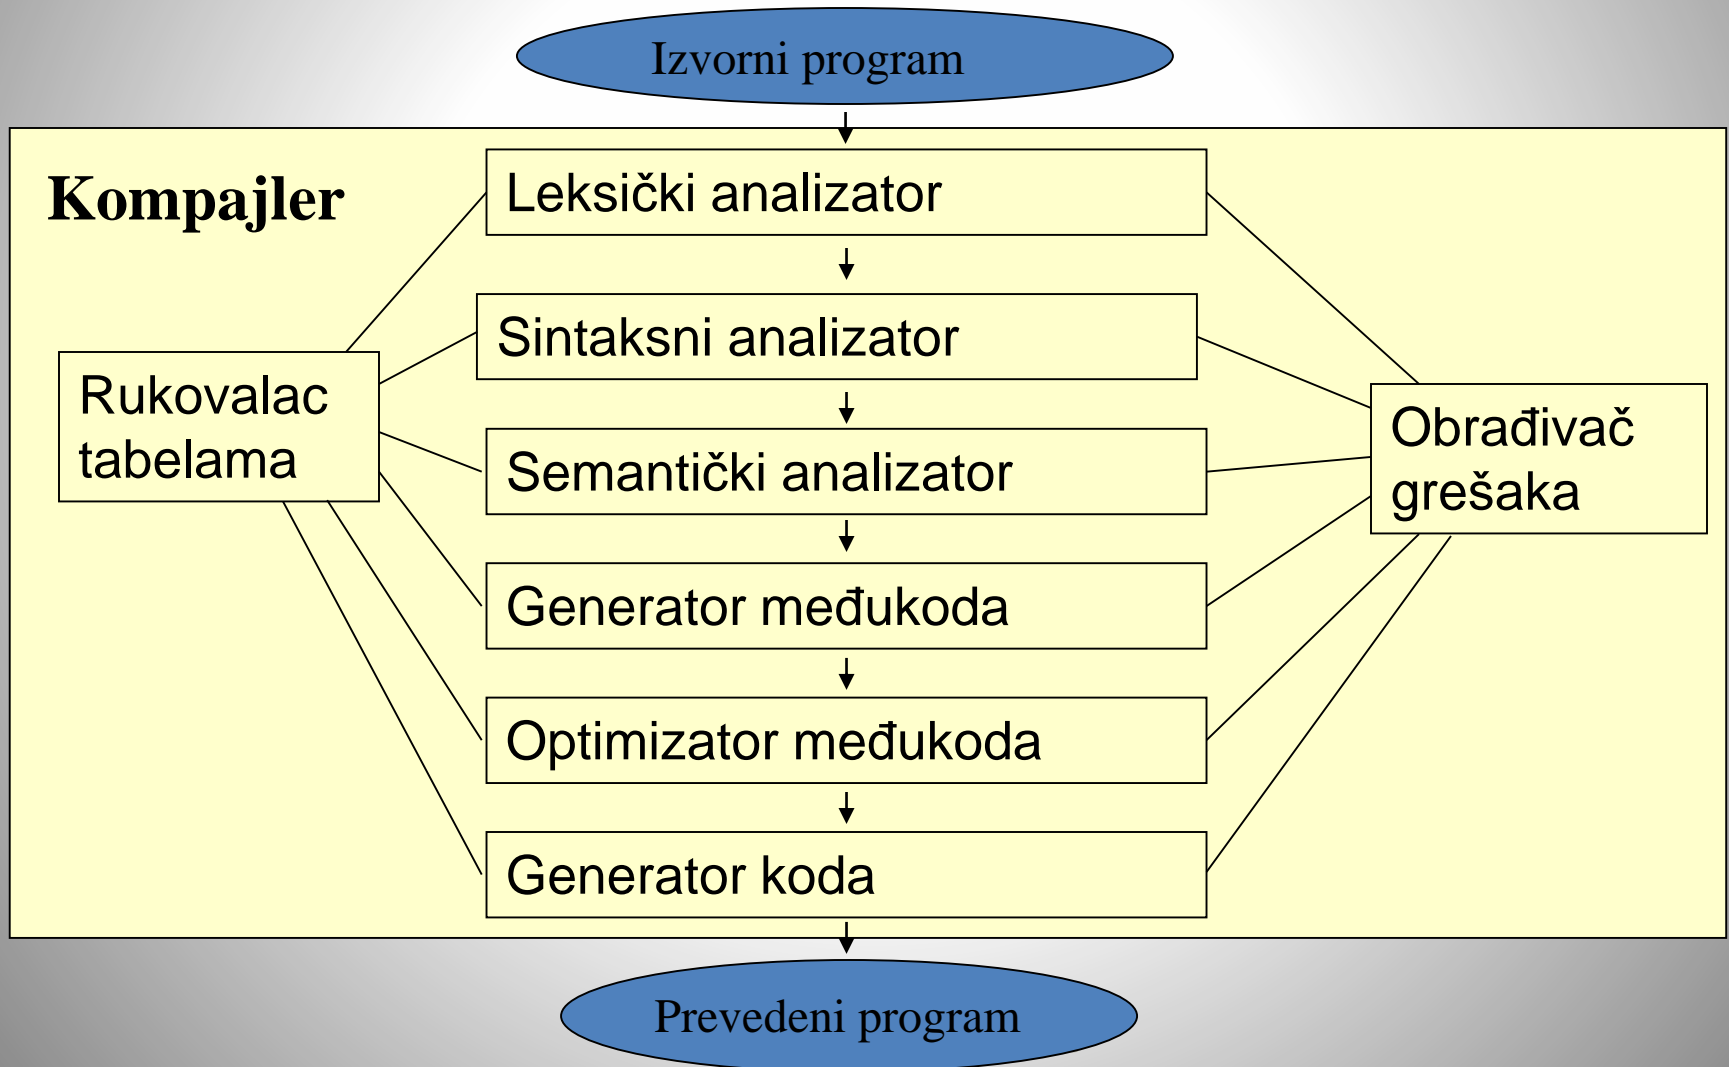 Izvorni program
Kompajler
Leksički analizator
Sintaksni analizator
Rukovalac
tabelama
Semantički analizator
Obrađivač
grešaka
Generator međukoda
Optimizator međukoda
Generator koda
Prevedeni program